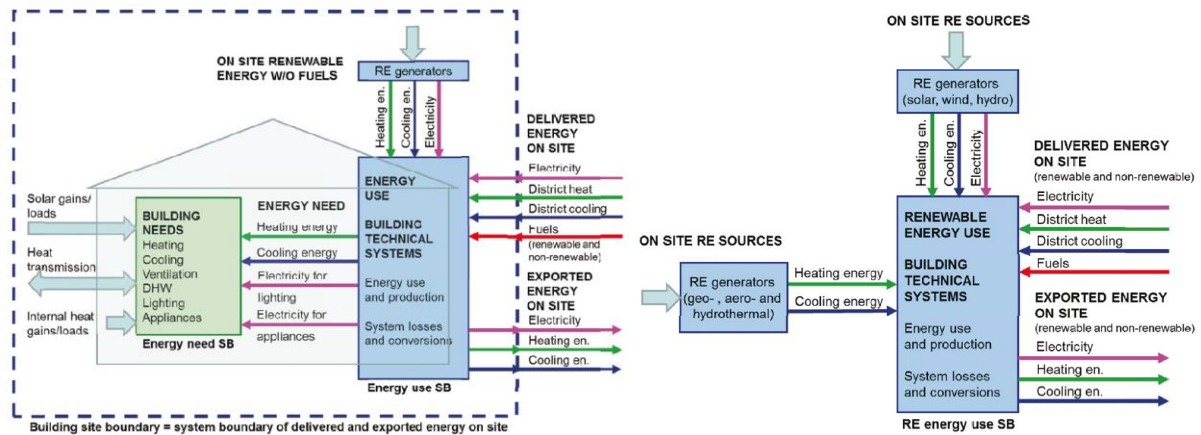 ON SITE RENEWABLE
ENERGY W/O FUELS
RE generators
Heating en.
Cooling en.
Electricity
DELIVERED
ENERGY
ON SITE
Electricity
District heat
District cooling
Fuels
(renewable and
non-renewable)
EXPORTED
ENERGY
ON SITE
Electricity
Heating en.
Cooling en.
Solar gains/
loads
Heat
transmission
Internal heat
gains/loads
BUILDING
NEEDS
Heating
Cooling
Ventilation
DHW
Lighting
Appliances
Energy need SB
ENERGY NEED
Heating energy
Cooling energy
Electricity for
lighting
Electricity for
appliances
ENERGY
USE
BUILDING
TECHNICAL
SYSTEMS
Energy use
and production
System losses
and conversions
Energy use SB
Building site boundary = system boundary of delivered and exported energy on site
ON SITE RE SOURCES
RE generators
(solar, wind, hydro)
Heating en.
Cooling en.
Electricity
ON SITE RE SOURCES
RE generators
(geo- , aero- and
hydrothermal)
Heating energy
Cooling energy
RENEWABLE
ENERGY USE
BUILDING
TECHNICAL
SYSTEMS
Energy use
and production
System losses
and conversions
RE energy use SB
DELIVERED ENERGY
ON SITE
(renewable and non-renewable)
Electricity
District heat
District cooling
Fuels
EXPORTED ENERGY
ON SITE
(renewable and non-renewable)
Electricity
Heating en.
Cooling en.